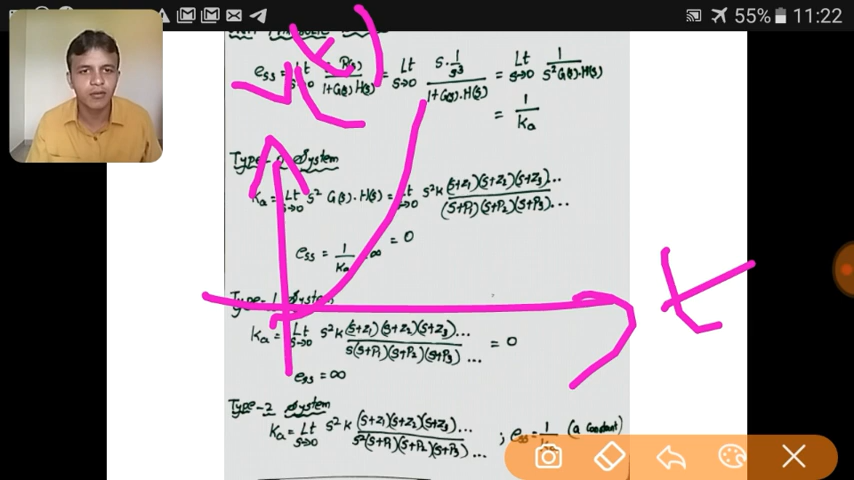 55% 11:22
r(t)
ess = Lt s→0 s·R(s) / 1+G(s).H(s) = Lt s→0 s·1/s³ / 1+G(s).H(s) = Lt s→0 1 / s²G(s).H(s)
= 1/Ka
System
Ka = Lt s→0 s² G(s).H(s) = Lt s→0 s²K (s+z1)(s+z2)(s+z3)... / (s+P1)(s+P2)(s+P3)... = 0
ess = 1/Ka = ∞
t
Type-1 System
Ka = Lt s→0 s²K (s+z1)(s+z2)(s+z3)... / s(s+P1)(s+P2)(s+P3)... = 0
ess = ∞
Type-2 System
Ka = Lt s→0 s²K (s+z1)(s+z2)(s+z3)... / s²(s+P1)(s+P2)(s+P3)... ; ess = 1/Ka (a constant)